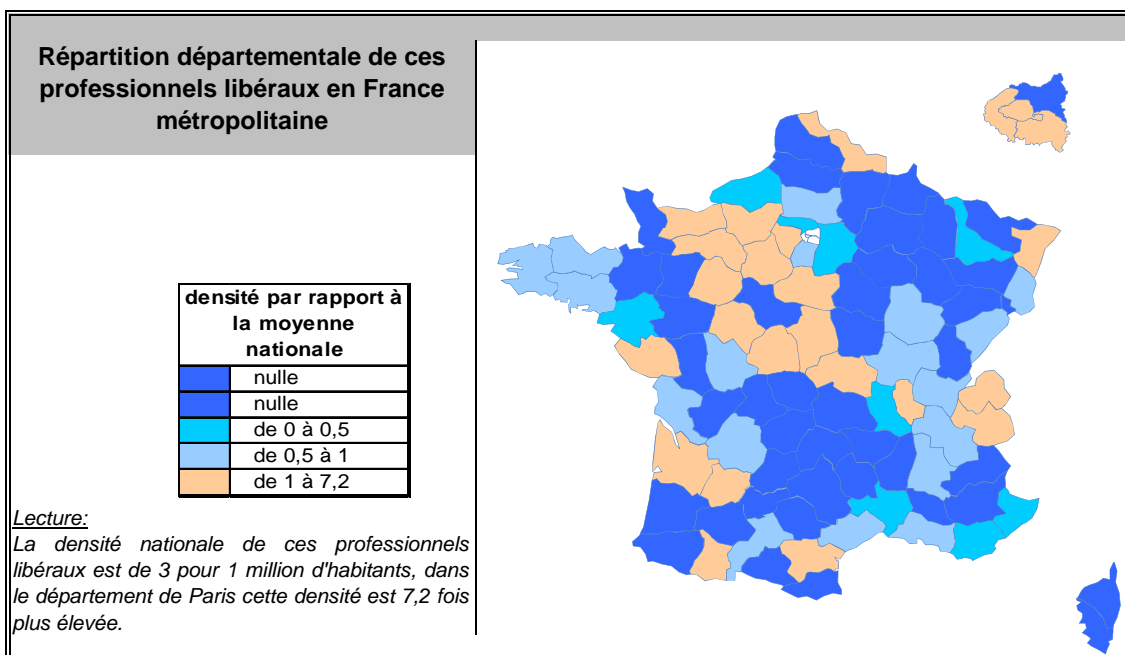 Répartition départementale de ces
professionnels libéraux en France
métropolitaine
densité par rapport à
la moyenne
nationale
nulle
nulle
de 0 à 0,5
de 0,5 à 1
de 1 à 7,2
Lecture:
La densité nationale de ces professionnels
libéraux est de 3 pour 1 million d'habitants, dans
le département de Paris cette densité est 7,2 fois
plus élevée.